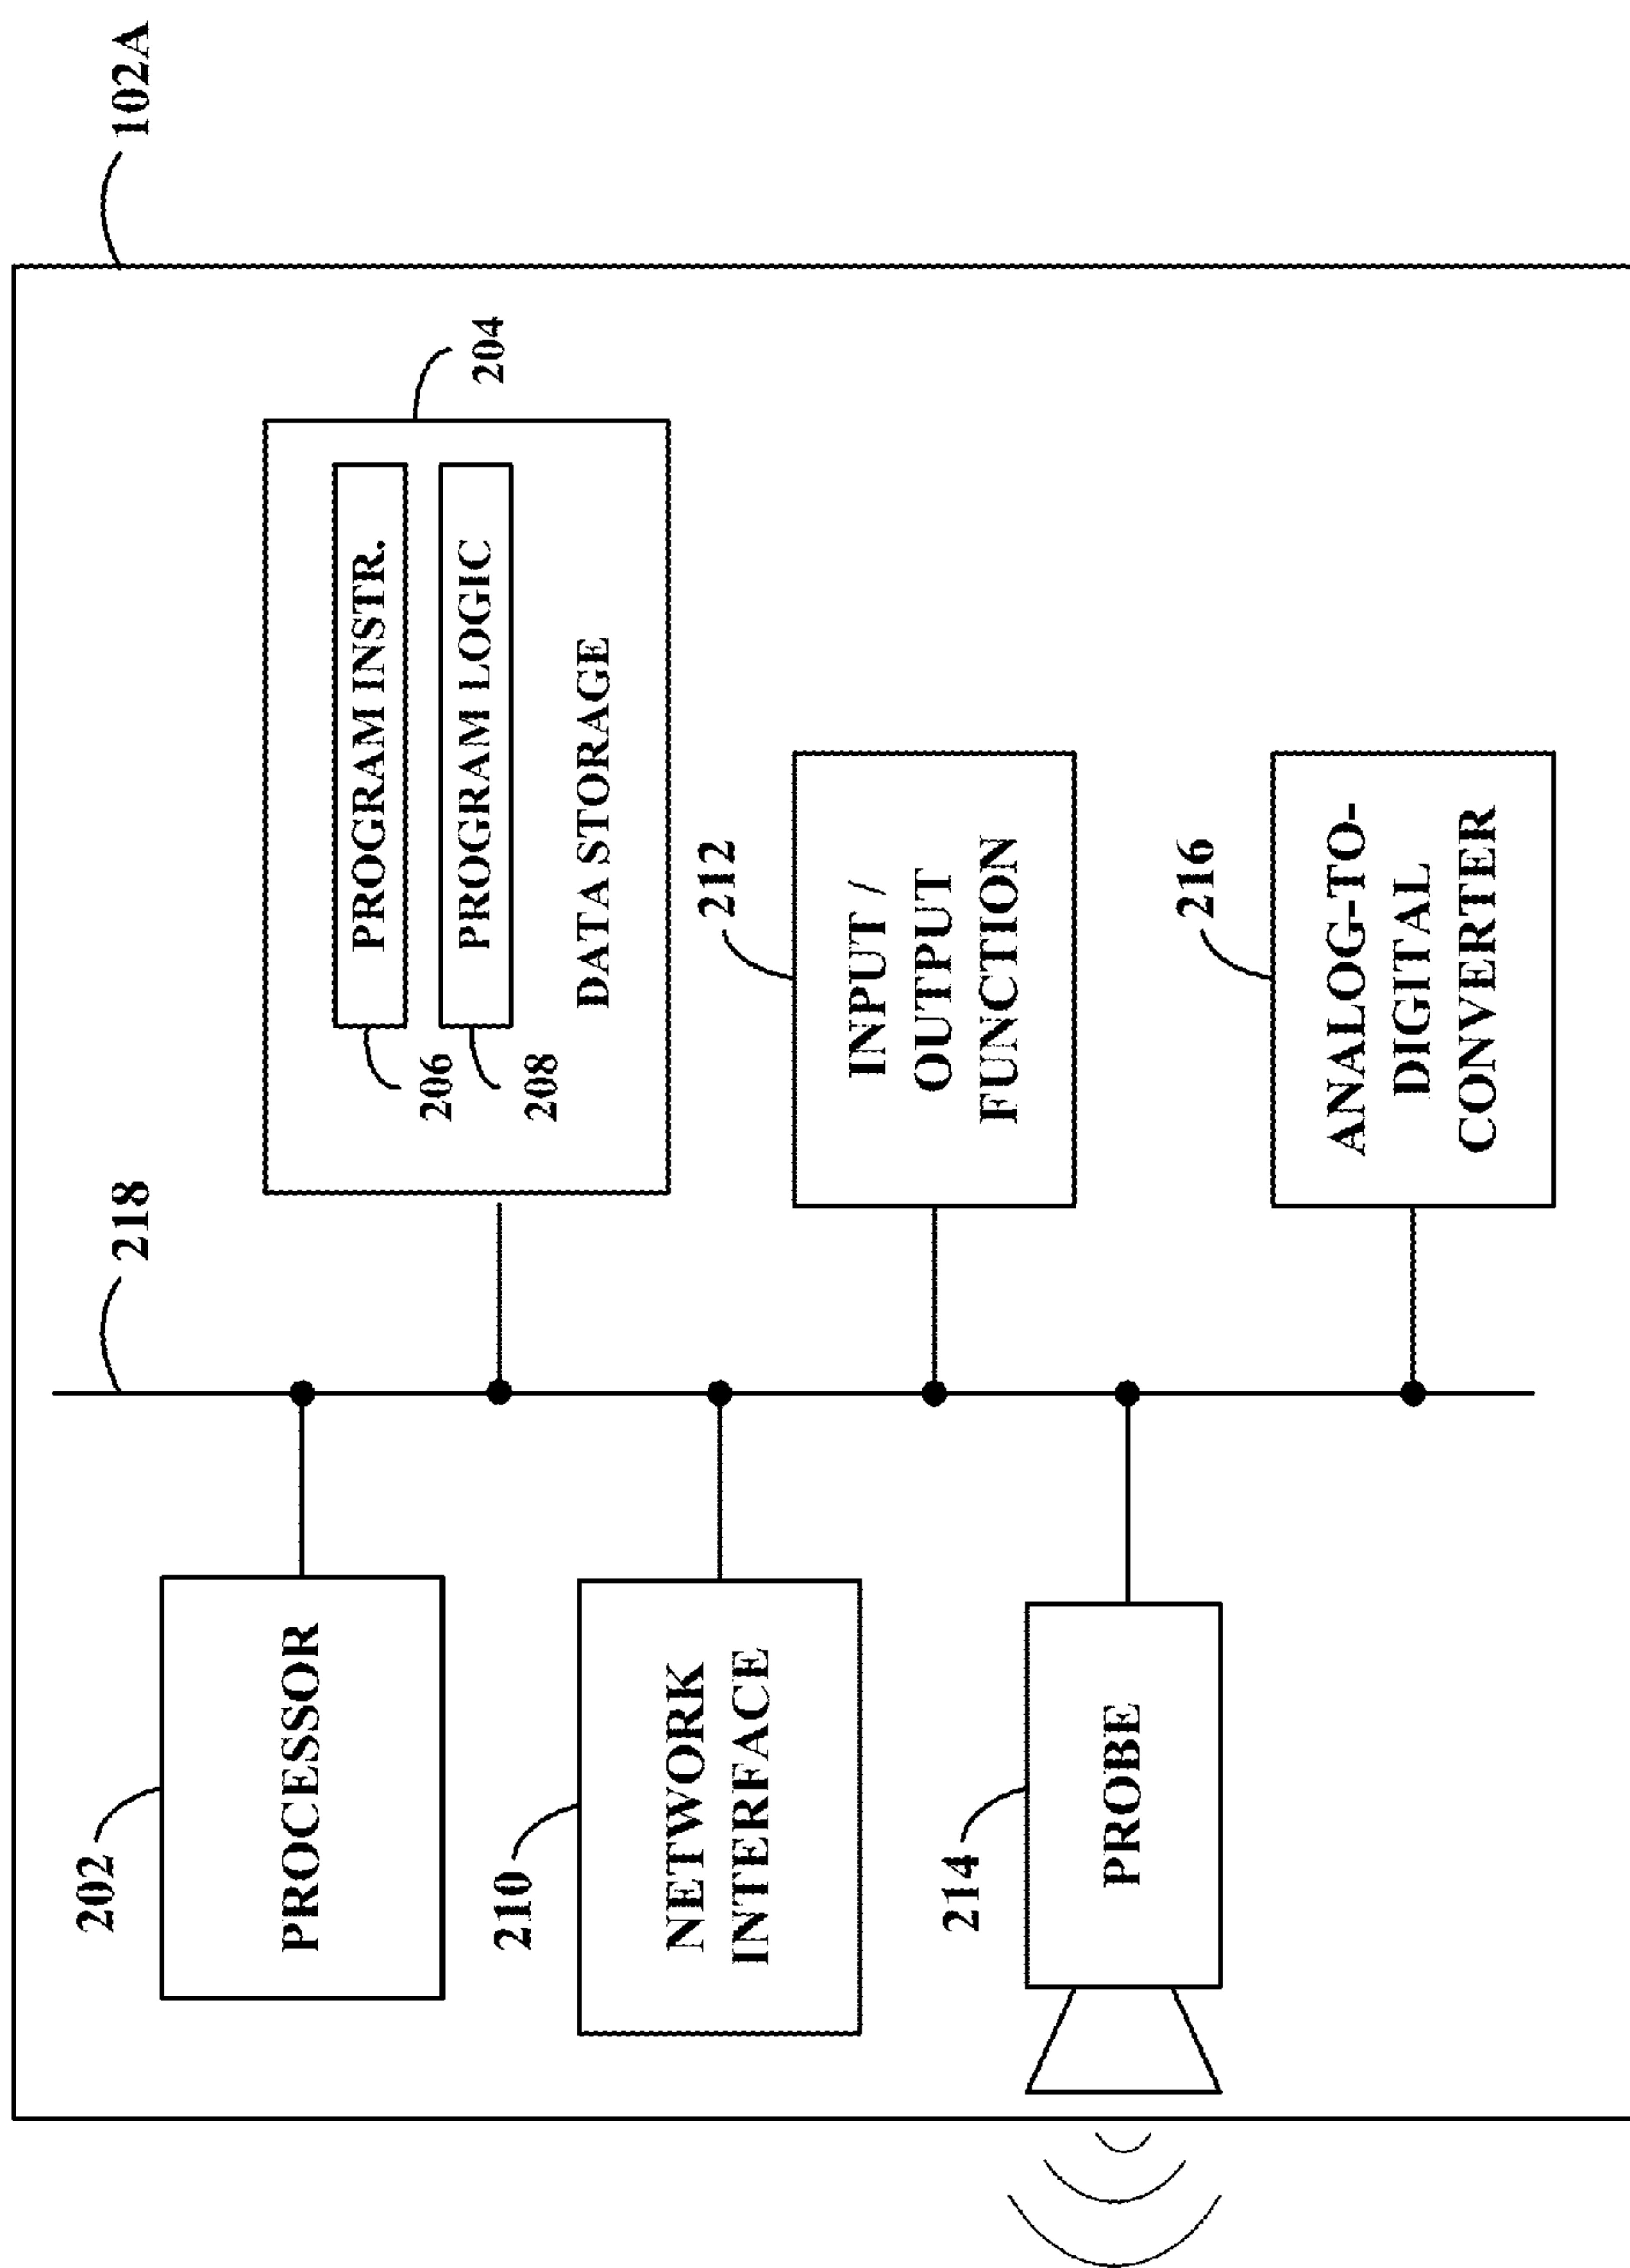 102A
218
202
PROCESSOR
204
PROGRAM INSTR.
206
PROGRAM LOGIC
208
DATA STORAGE
210
NETWORK
INTERFACE
212
INPUT /
OUTPUT
FUNCTION
214
PROBE
216
ANALOG-TO-
DIGITAL
CONVERTER